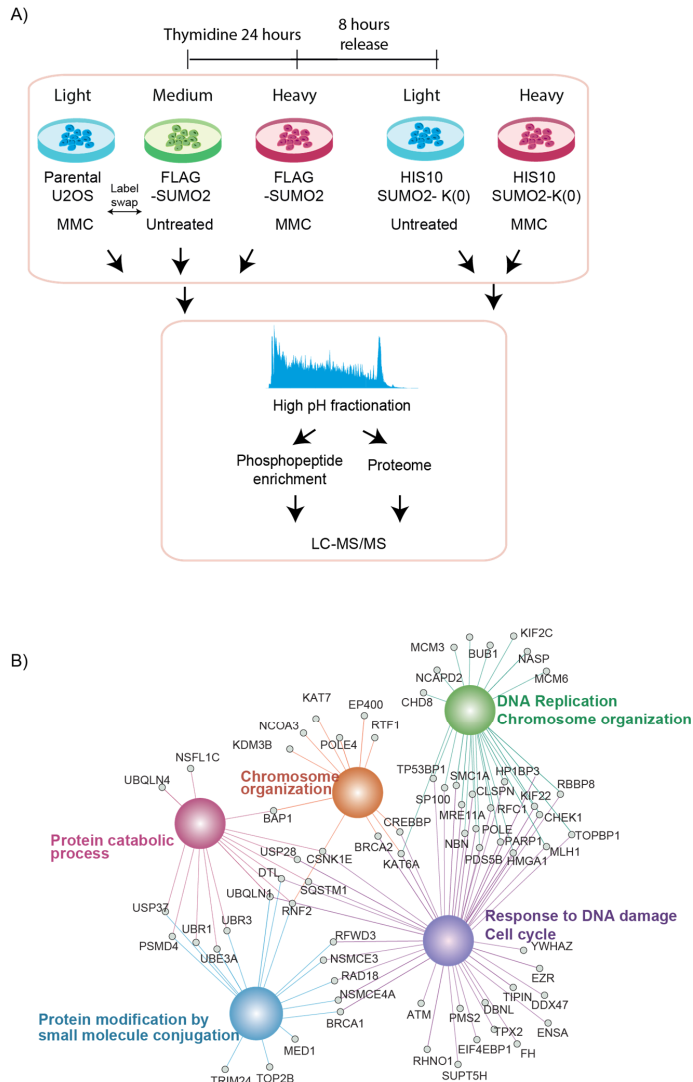 A)
Thymidine 24 hours
8 hours
release
Light
Medium
Heavy
Light
Heavy
Parental
U2OS
MMC
Label
swap
FLAG
-SUMO2
Untreated
FLAG
-SUMO2
MMC
HIS10
SUMO2- K(0)
Untreated
HIS10
SUMO2-K(0)
MMC
High pH fractionation
Phosphopeptide
enrichment
Proteome
LC-MS/MS
B)
MCM3
BUB1
KIF2C
NASP
NCAPD2
MCM6
CHD8
DNA Replication
Chromosome organization
KAT7
EP400
NCOA3
RTF1
POLE4
KDM3B
Chromosome
organization
NSFL1C
UBQLN4
BAP1
Protein catabolic
process
TP53BP1
SMC1A
HP1BP3
RBBP8
SP100
CLSPN
KIF22
MRE11A
RFC1
CHEK1
CREBBP
POLE
TOPBP1
BRCA2
NBN
PARP1
MLH1
KAT6A
PDS5B
HMGA1
USP28
CSNK1E
DTL
SQSTM1
UBQLN1
RNF2
USP37
UBR3
UBR1
PSMD4
UBE3A
RFWD3
NSMCE3
RAD18
NSMCE4A
BRCA1
Response to DNA damage
Cell cycle
YWHAZ
EZR
DDX47
TIPIN
DBNL
ENSA
ATM
PMS2
TPX2
EIF4EBP1
FH
RHNO1
SUPT5H
Protein modification by
small molecule conjugation
MED1
TRIM24
TOP2B